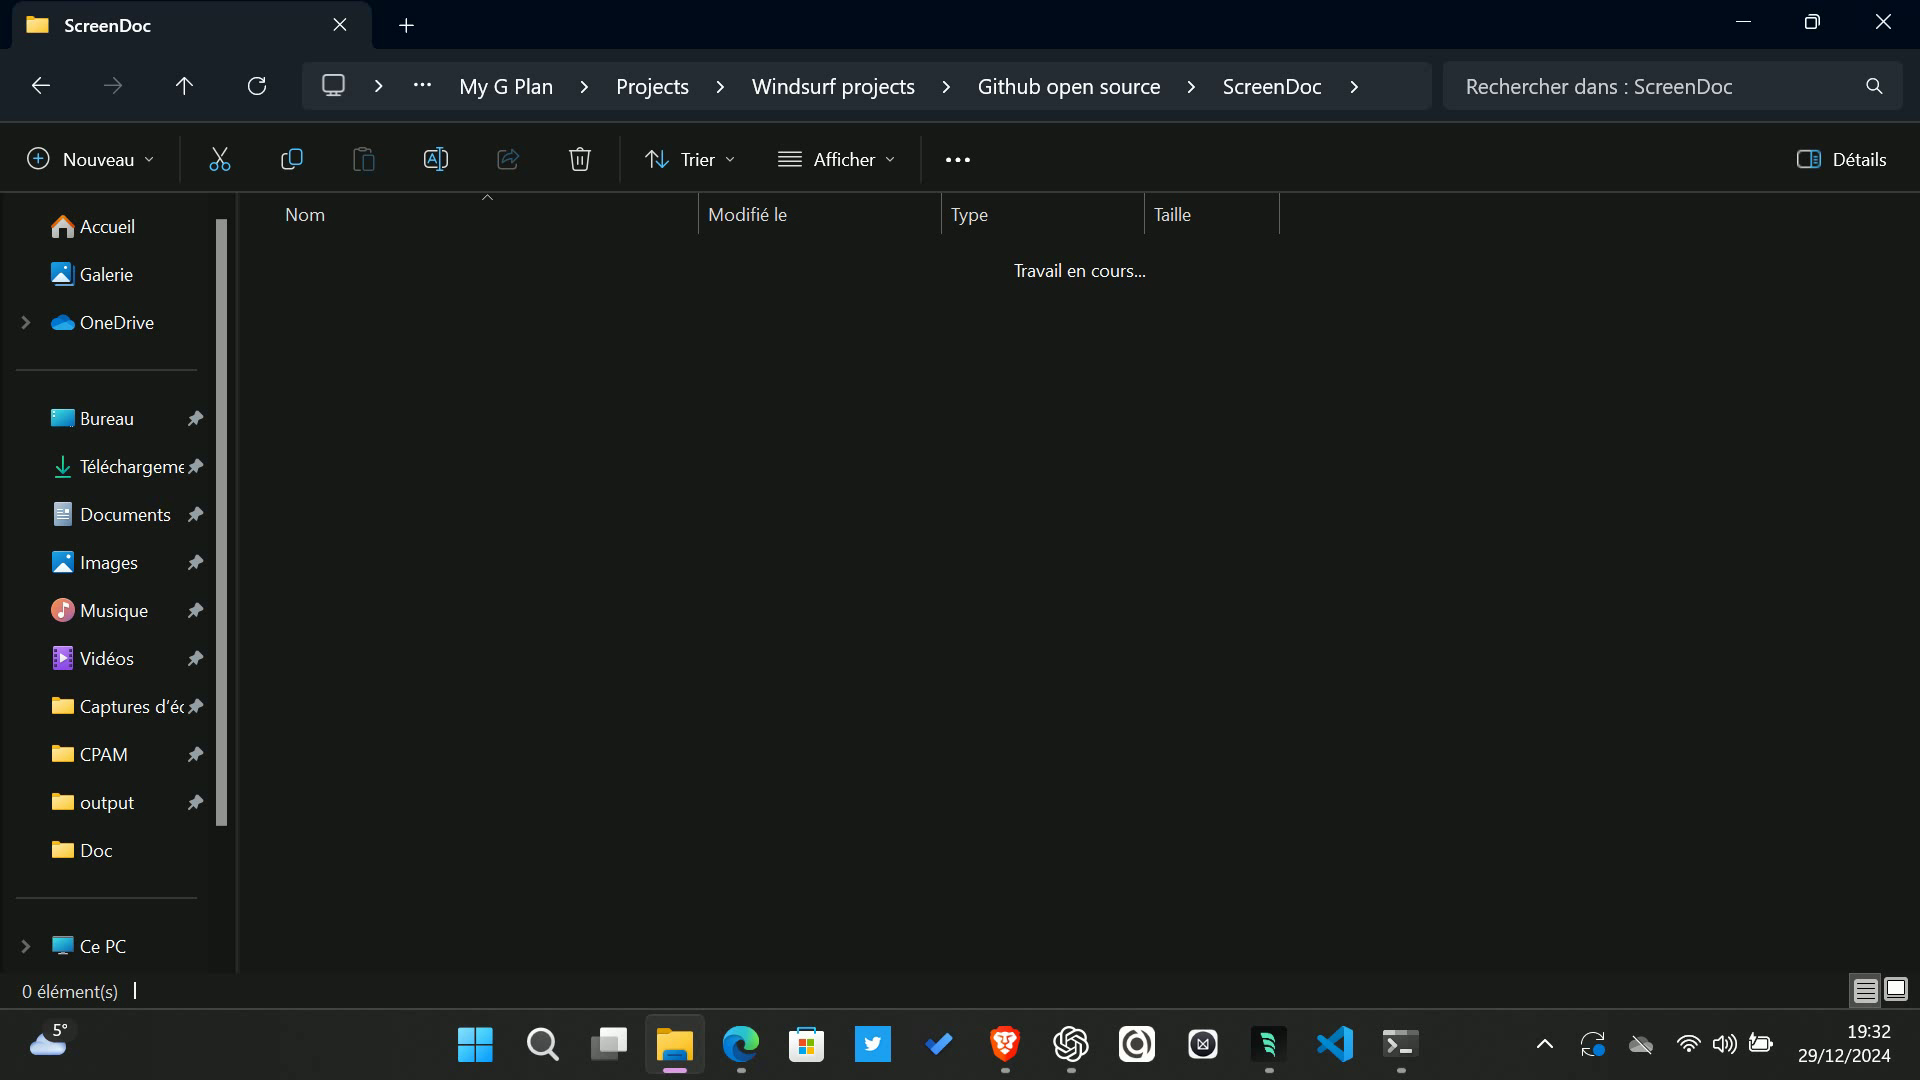 ScreenDoc
My G Plan > Projects > Windsurf projects > Github open source > ScreenDoc >
Rechercher dans : ScreenDoc
Nouveau
Trier
Afficher
Détails
Nom
Modifié le
Type
Taille
Travail en cours...
Accueil
Galerie
OneDrive
Bureau
Téléchargeme
Documents
Images
Musique
Vidéos
Captures d'éc
CPAM
output
Doc
Ce PC
0 élément(s)
5°
19:32
29/12/2024